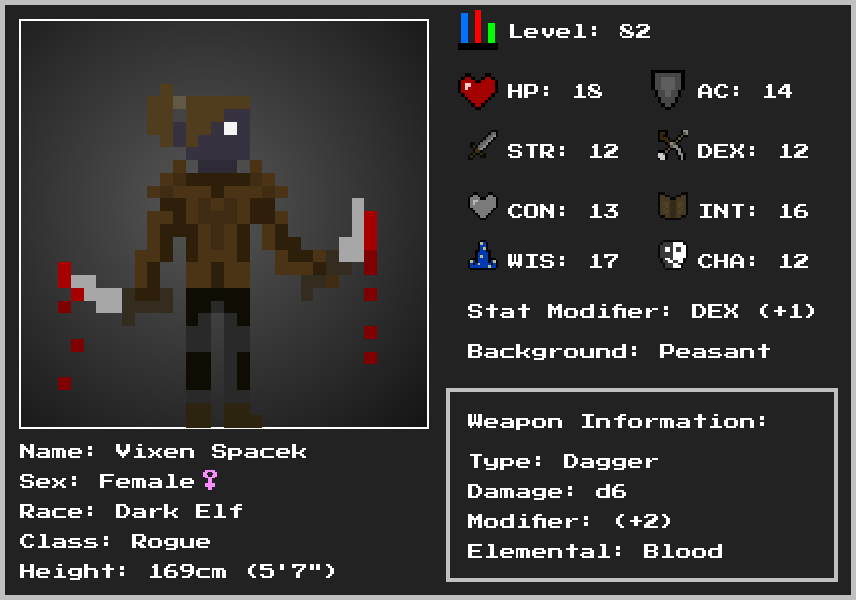 Level: 82
HP: 18
AC: 14
STR: 12
DEX: 12
CON: 13
INT: 16
WIS: 17
CHA: 12
Stat Modifier: DEX (+1)
Background: Peasant
Name: Vixen Spacek
Sex: Female♀
Race: Dark Elf
Class: Rogue
Height: 169cm (5'7")
Weapon Information:
Type: Dagger
Damage: d6
Modifier: (+2)
Elemental: Blood